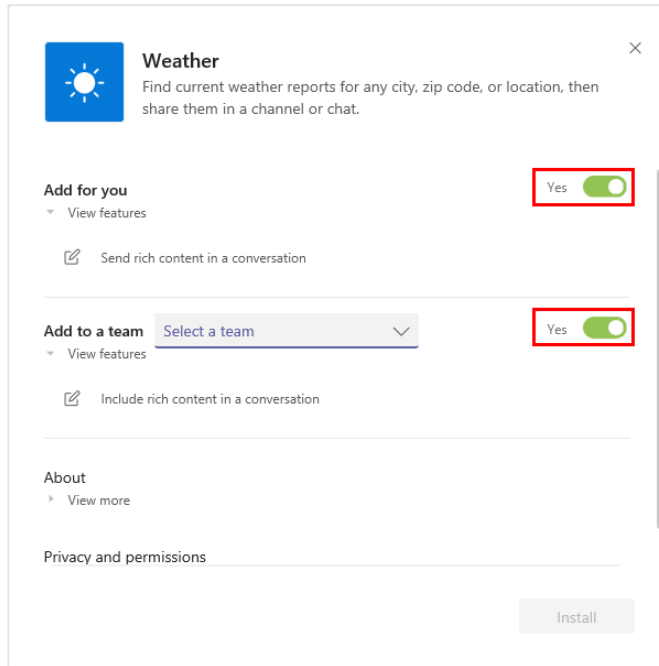 Weather
Find current weather reports for any city, zip code, or location, then
share them in a channel or chat.
Add for you
Yes
View features
Send rich content in a conversation
Add to a team
Select a team
Yes
View features
Include rich content in a conversation
About
View more
Privacy and permissions
Install